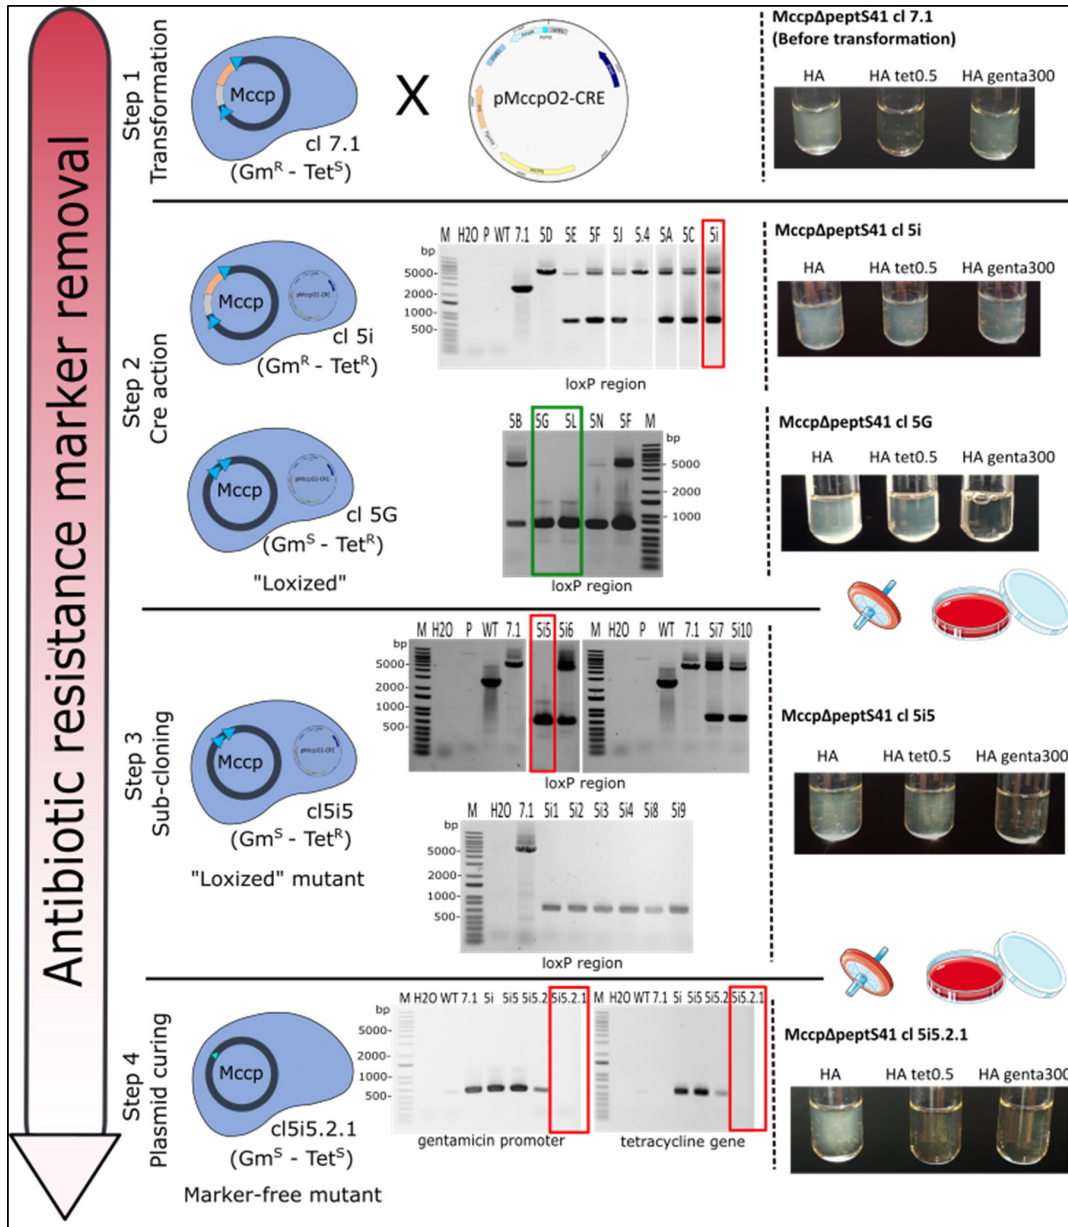 Antibiotic resistance marker removal
Step 1
Transformation
Mccp
cl 7.1
(GmR - TetS)
X
pMccpO2-CRE
MccpΔpeptS41 cl 7.1
(Before transformation)
HA HA tet0.5 HA genta300
Step 2
Cre action
Mccp
pMccpO2-CRE
cl 5i
(GmR - TetR)
M H2O P WT 7.1 5D 5E 5F 5J 5.4 5A 5C 5i
bp
5000
2000
1000
500
loxP region
MccpΔpeptS41 cl 5i
HA HA tet0.5 HA genta300
Mccp
pMccpO2-CRE
cl 5G
(GmS - TetR)
"Loxized"
5B 5G 5L 5N 5F M
bp
5000
2000
1000
loxP region
MccpΔpeptS41 cl 5G
HA HA tet0.5 HA genta300
Step 3
Sub-cloning
Mccp
pMccpO2-CRE
cl5i5
(GmS - TetR)
"Loxized" mutant
M H2O P WT 7.1 5i5 5i6 M H2O P WT 7.1 5i7 5i10
bp
5000
2000
1000
500
loxP region
M H2O 7.1 5i1 5i2 5i3 5i4 5i8 5i9
bp
5000
2000
1000
500
loxP region
MccpΔpeptS41 cl 5i5
HA HA tet0.5 HA genta300
Step 4
Plasmid curing
Mccp
cl5i5.2.1
(GmS - TetS)
Marker-free mutant
M H2O WT 7.1 5i 5i5 5i5.2 5i5.2.1 M H2O WT 7.1 5i 5i5 5i5.2 5i5.2.1
bp
5000
2000
1000
500
gentamicin promoter tetracycline gene
MccpΔpeptS41 cl 5i5.2.1
HA HA tet0.5 HA genta300